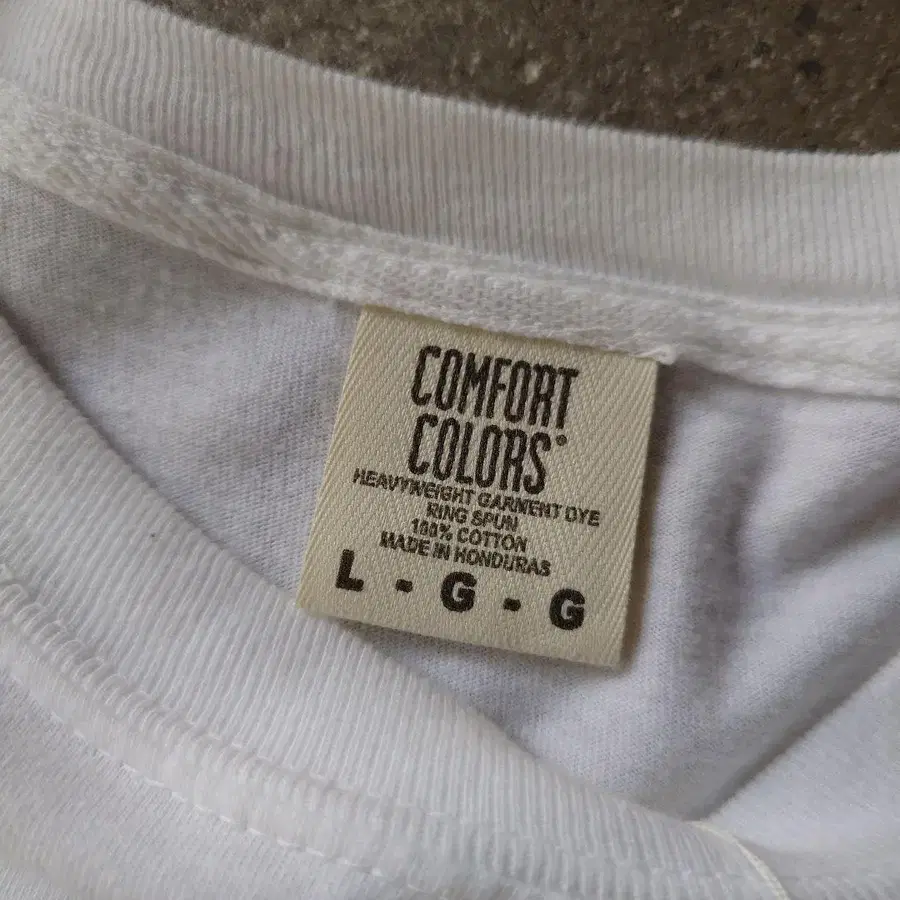 COMFORT
COLORS®
HEAVYWEIGHT GARMENT DYE
RING SPUN
100% COTTON
MADE IN HONDURAS
L - G - G